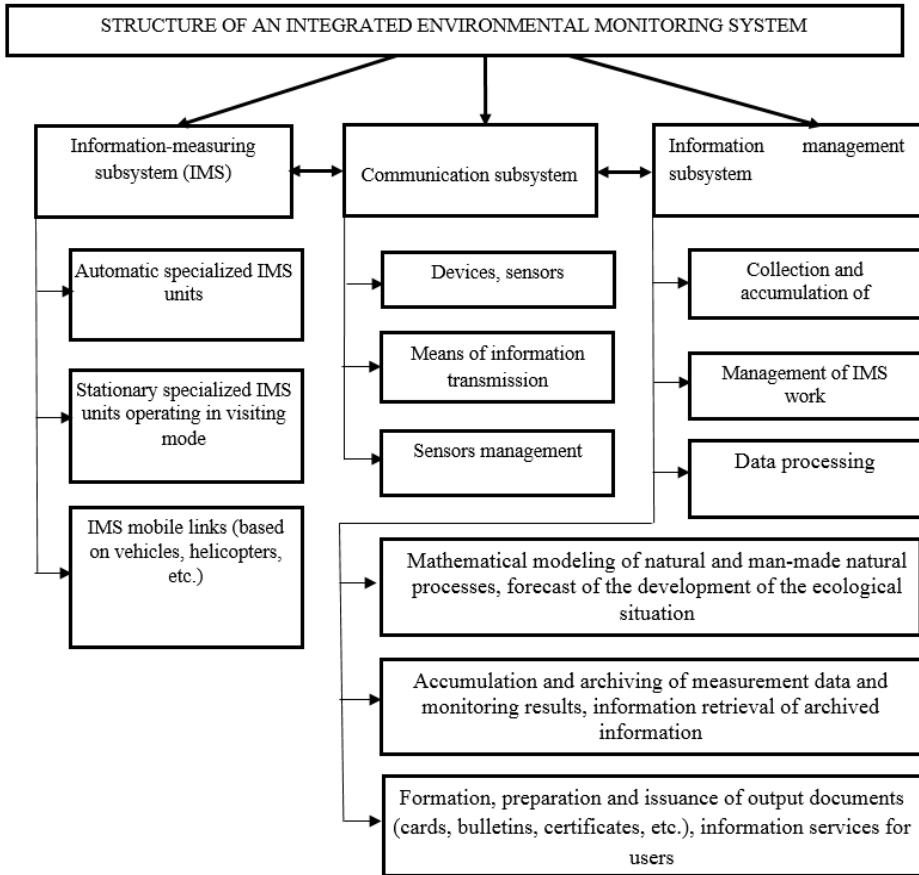 STRUCTURE OF AN INTEGRATED ENVIRONMENTAL MONITORING SYSTEM
Information-measuring
subsystem (IMS)
Communication subsystem
Information management
subsystem
Automatic specialized IMS
units
Stationary specialized IMS
units operating in visiting
mode
IMS mobile links (based
on vehicles, helicopters,
etc.)
Devices, sensors
Means of information
transmission
Sensors management
Collection and
accumulation of
Management of IMS
work
Data processing
Mathematical modeling of natural and man-made natural
processes, forecast of the development of the ecological
situation
Accumulation and archiving of measurement data and
monitoring results, information retrieval of archived
information
Formation, preparation and issuance of output documents
(cards, bulletins, certificates, etc.), information services for
users